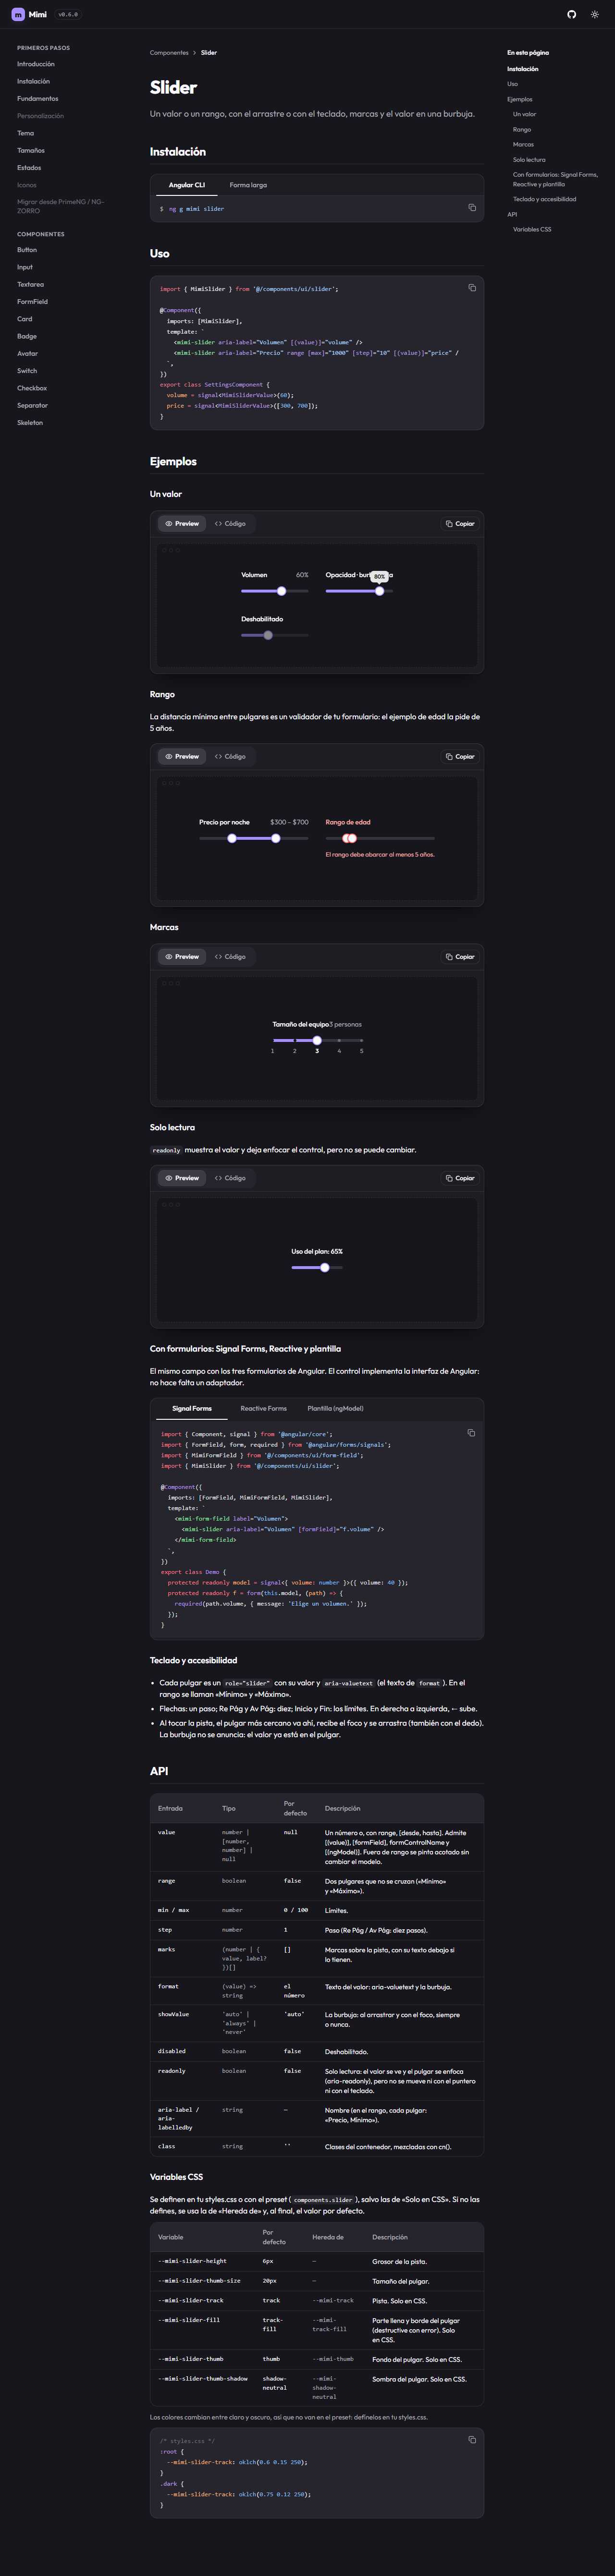 m Mimi v0.6.0
PRIMEROS PASOS
Introducción
Instalación
Fundamentos
Personalización
Tema
Tamaños
Estados
Iconos
Migrar desde PrimeNG / NG-
ZORRO
COMPONENTES
Button
Input
Textarea
FormField
Card
Badge
Avatar
Switch
Checkbox
Separator
Skeleton
Componentes > Slider
Slider
Un valor o un rango, con el arrastre o con el teclado, marcas y el valor en una burbuja.
Instalación
Angular CLI Forma larga
$ ng g mimi slider
Uso
import { MimiSlider } from '@/components/ui/slider';
@Component({
imports: [MimiSlider],
template: `
<mimi-slider aria-label="Volumen" [(value)]="volume" />
<mimi-slider aria-label="Precio" range [max]="1000" [step]="10" [(value)]="price" /
`,
})
export class SettingsComponent {
volume = signal<MimiSliderValue>(60);
price = signal<MimiSliderValue>([300, 700]);
}
Ejemplos
Un valor
Preview Código Copiar
Volumen 60%
Opacidad · bur
80%
Deshabilitado
Rango
La distancia mínima entre pulgares es un validador de tu formulario: el ejemplo de edad la pide de
5 años.
Preview Código Copiar
Precio por noche $300 – $700
Rango de edad
El rango debe abarcar al menos 5 años.
Marcas
Preview Código Copiar
Tamaño del equipo3 personas
1 2 3 4 5
Solo lectura
readonly muestra el valor y deja enfocar el control, pero no se puede cambiar.
Preview Código Copiar
Uso del plan: 65%
Con formularios: Signal Forms, Reactive y plantilla
El mismo campo con los tres formularios de Angular. El control implementa la interfaz de Angular:
no hace falta un adaptador.
Signal Forms Reactive Forms Plantilla (ngModel)
import { Component, signal } from '@angular/core';
import { FormField, form, required } from '@angular/forms/signals';
import { MimiFormField } from '@/components/ui/form-field';
import { MimiSlider } from '@/components/ui/slider';
@Component({
imports: [FormField, MimiFormField, MimiSlider],
template: `
<mimi-form-field label="Volumen">
<mimi-slider aria-label="Volumen" [formField]="f.volume" />
</mimi-form-field>
`,
})
export class Demo {
protected readonly model = signal<{ volume: number }>({ volume: 40 });
protected readonly f = form(this.model, (path) => {
required(path.volume, { message: 'Elige un volumen.' });
});
}
Teclado y accesibilidad
• Cada pulgar es un role="slider" con su valor y aria-valuetext (el texto de format). En el
rango se llaman «Mínimo» y «Máximo».
• Flechas: un paso; Re Pág y Av Pág: diez; Inicio y Fin: los límites. En derecha a izquierda, ← sube.
• Al tocar la pista, el pulgar más cercano va ahí, recibe el foco y se arrastra (también con el dedo).
La burbuja no se anuncia: el valor ya está en el pulgar.
API
Entrada Tipo Por defecto Descripción
value number | [number, number] | null null Un número o, con range, [desde, hasta]. Admite [(value)], [formField], formControlName y [(ngModel)]. Fuera de rango se pinta acotado sin cambiar el modelo.
range boolean false Dos pulgares que no se cruzan («Mínimo» y «Máximo»).
min / max number 0 / 100 Límites.
step number 1 Paso (Re Pág / Av Pág: diez pasos).
marks (number | { value, label? })[] [] Marcas sobre la pista, con su texto debajo si la tienen.
format (value) => string el número Texto del valor: aria-valuetext y la burbuja.
showValue 'auto' | 'always' | 'never' 'auto' La burbuja: al arrastrar y con el foco, siempre o nunca.
disabled boolean false Deshabilitado.
readonly boolean false Solo lectura: el valor se ve y el pulgar se enfoca (aria-readonly), pero no se mueve ni con el puntero ni con el teclado.
aria-label / aria-labelledby string — Nombre (en el rango, cada pulgar: «Precio, Mínimo»).
class string '' Clases del contenedor, mezcladas con cn().
Variables CSS
Se definen en tu styles.css o con el preset (components.slider), salvo las de «Solo en CSS». Si no las
defines, se usa la de «Hereda de» y, al final, el valor por defecto.
Variable Por defecto Hereda de Descripción
--mimi-slider-height 6px — Grosor de la pista.
--mimi-slider-thumb-size 20px — Tamaño del pulgar.
--mimi-slider-track track --mimi-track Pista. Solo en CSS.
--mimi-slider-fill track-fill --mimi-track-fill Parte llena y borde del pulgar (destructive con error). Solo en CSS.
--mimi-slider-thumb thumb --mimi-thumb Fondo del pulgar. Solo en CSS.
--mimi-slider-thumb-shadow shadow-neutral --mimi-shadow-neutral Sombra del pulgar. Solo en CSS.
Los colores cambian entre claro y oscuro, así que no van en el preset: defínelos en tu styles.css.
/* styles.css */
:root {
--mimi-slider-track: oklch(0.6 0.15 250);
}
.dark {
--mimi-slider-track: oklch(0.75 0.12 250);
}
En esta página
Instalación
Uso
Ejemplos
Un valor
Rango
Marcas
Solo lectura
Con formularios: Signal Forms,
Reactive y plantilla
Teclado y accesibilidad
API
Variables CSS